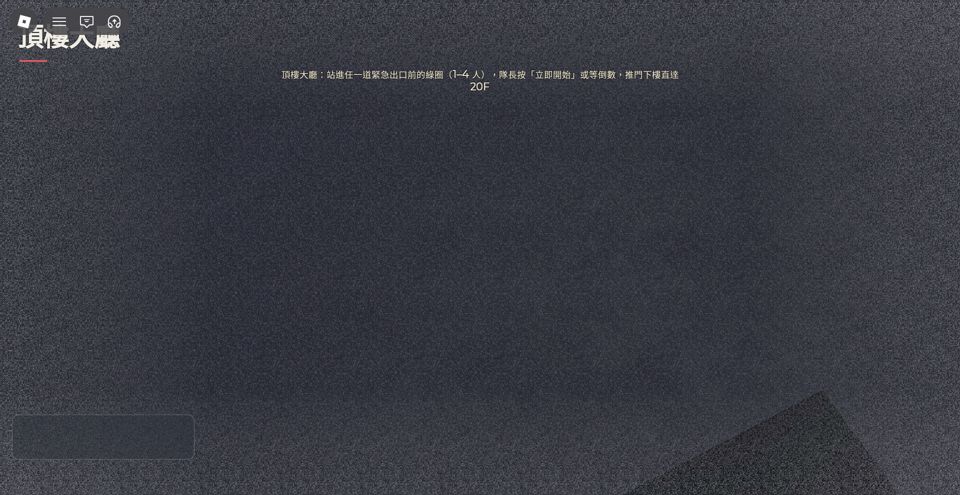 頂樓大廳
頂樓大廳：站進任一道緊急出口前的綠圈（1–4 人），隊長按「立即開始」或等倒數，推門下樓直達
20F